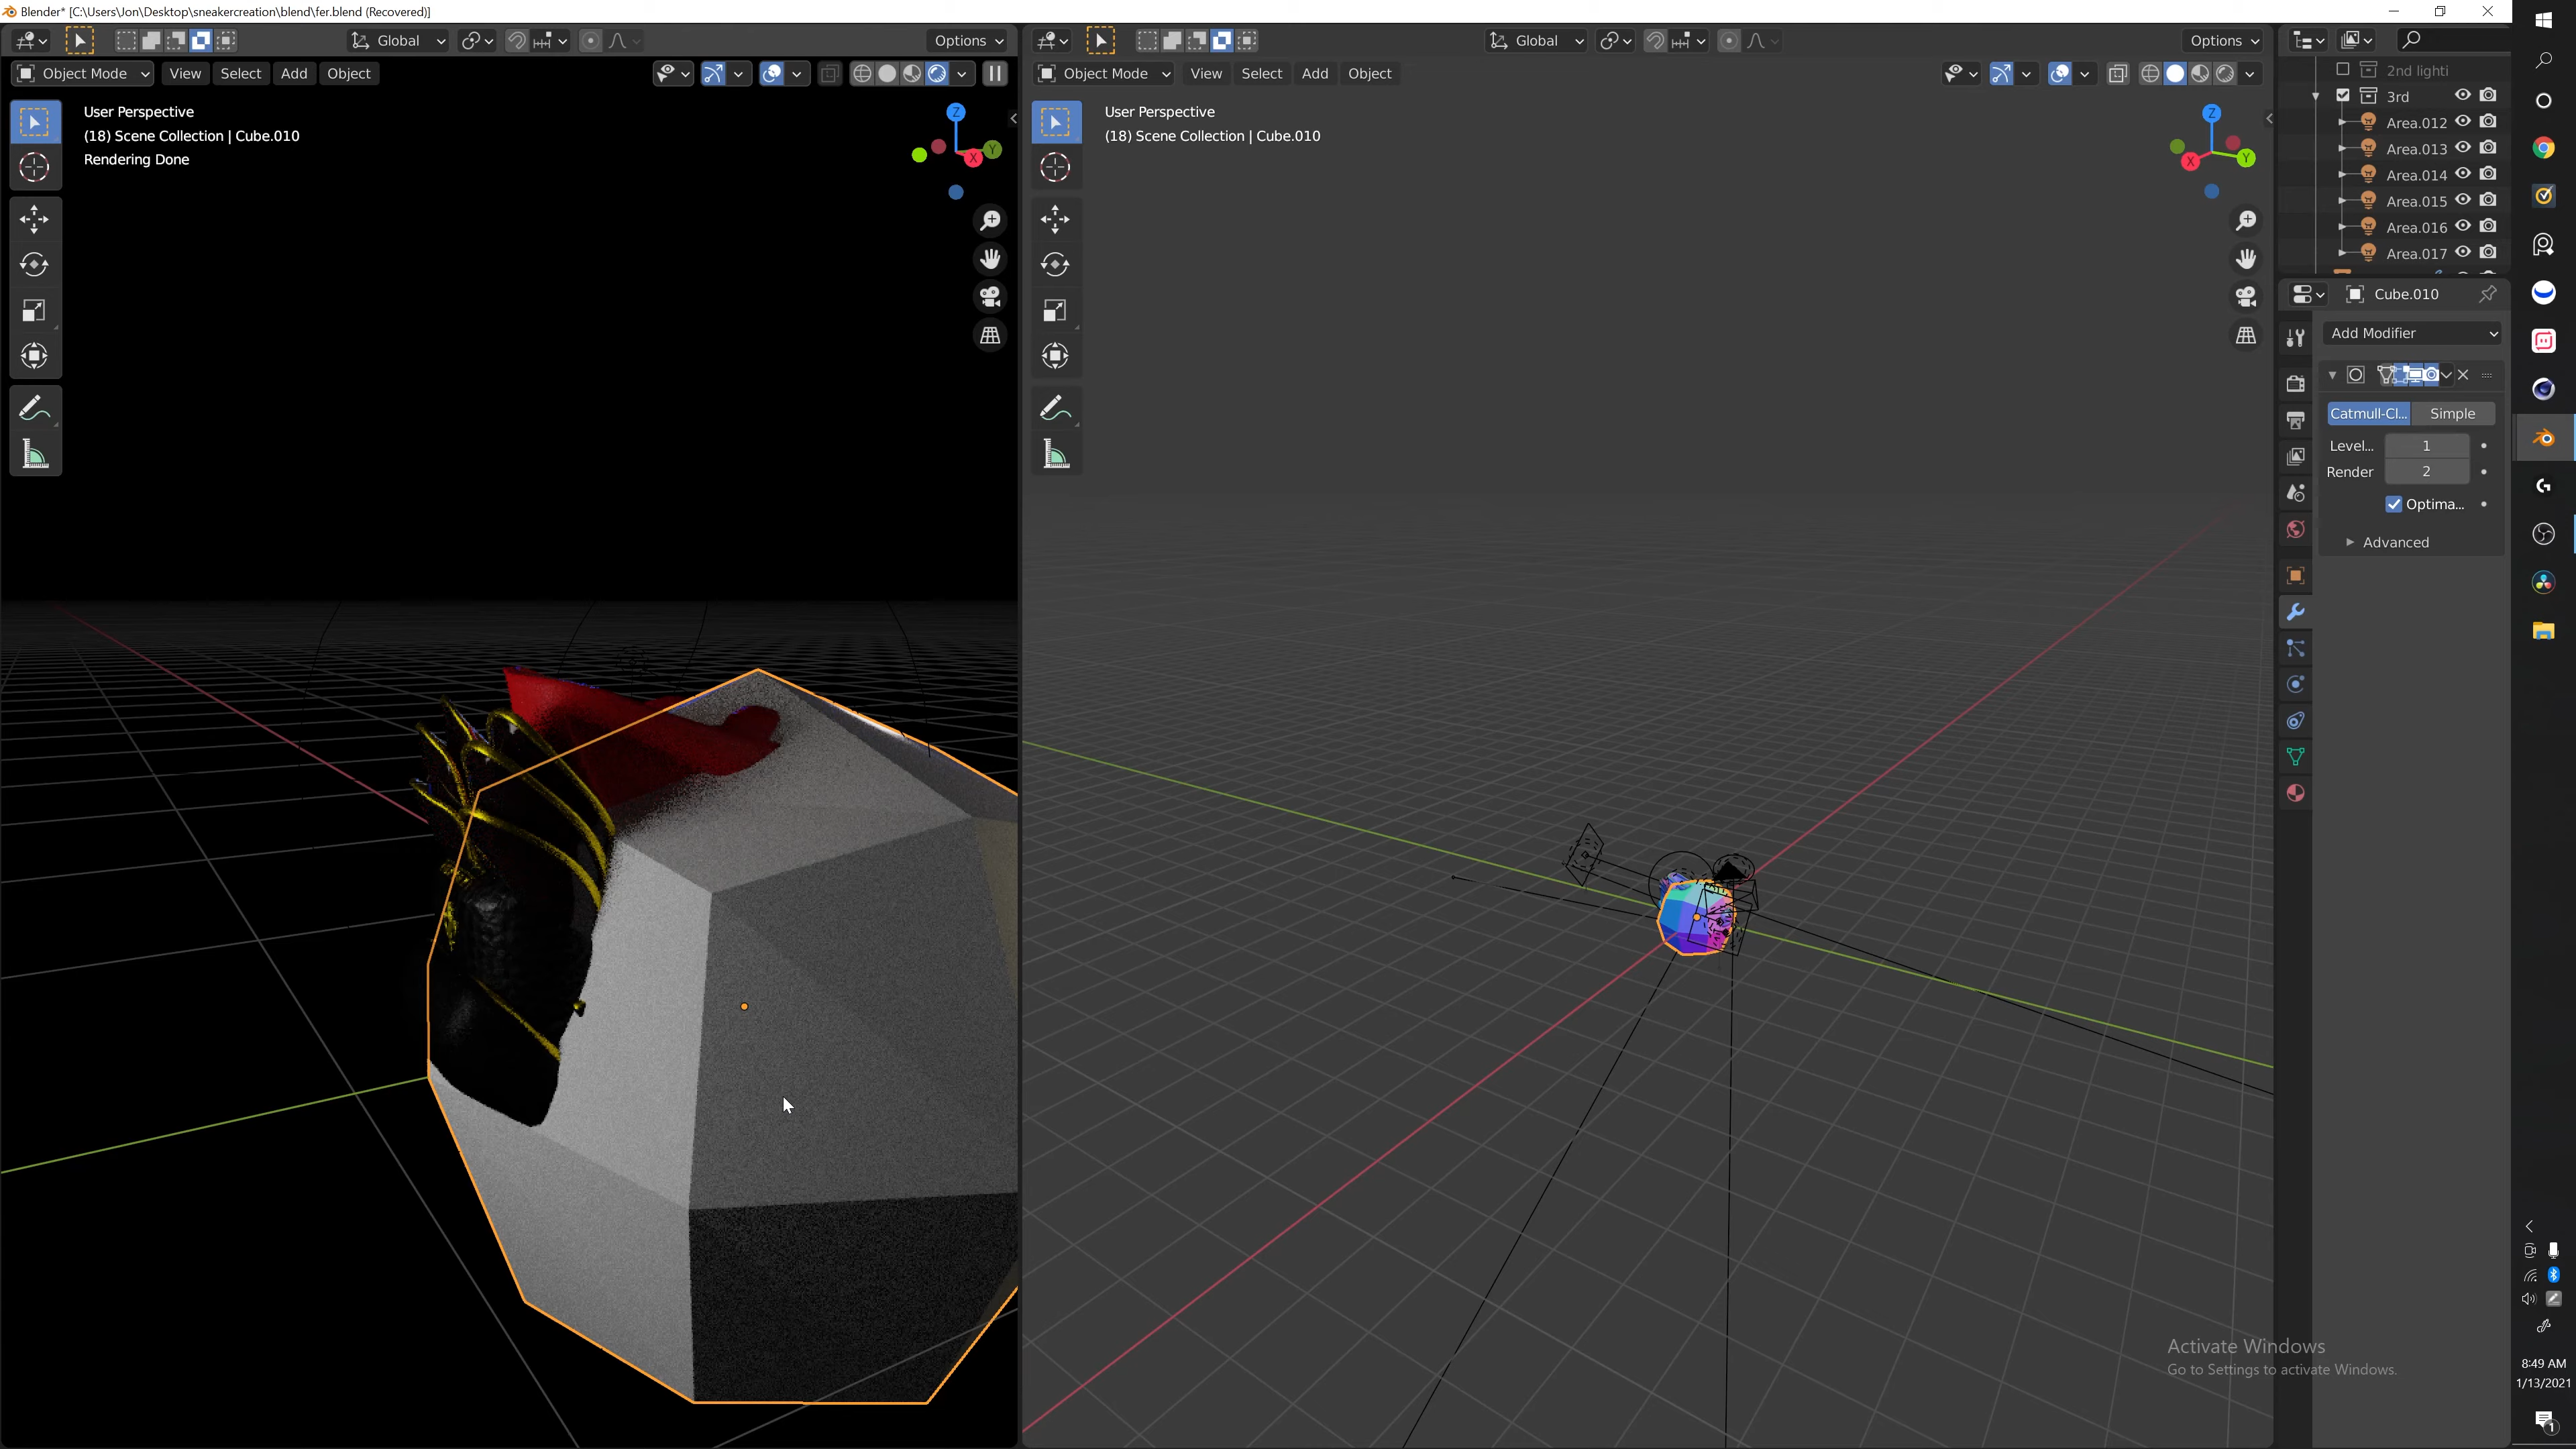 Blender* [C:\Users\Jon\Desktop\sneakercreation\blend\fer.blend (Recovered)]
Global
Options
Object Mode
View
Select
Add
Object
User Perspective
(18) Scene Collection | Cube.010
Rendering Done
Z
X
Y
Global
Options
Object Mode
View
Select
Add
Object
User Perspective
(18) Scene Collection | Cube.010
Z
X
Y
2nd lighti
3rd
Area.012
Area.013
Area.014
Area.015
Area.016
Area.017
Cube.010
Add Modifier
Catmull-Cl...
Simple
Level...
1
Render
2
Optima...
Advanced
Activate Windows
Go to Settings to activate Windows.
8:49 AM
1/13/2021
1